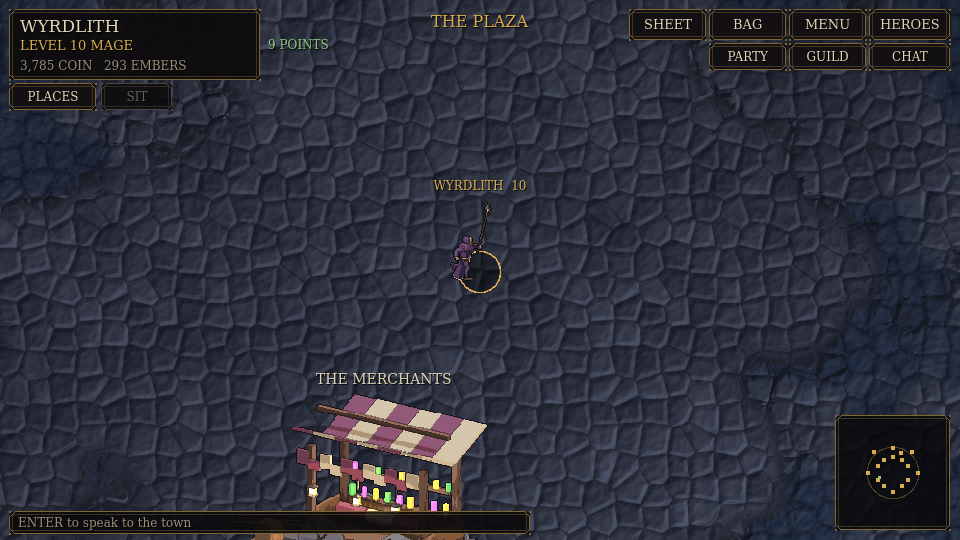 WYRDLITH
LEVEL 10 MAGE
3,785 COIN 293 EMBERS
9 POINTS
THE PLAZA
SHEET
BAG
MENU
HEROES
PARTY
GUILD
CHAT
PLACES
SIT
WYRDLITH 10
THE MERCHANTS
ENTER to speak to the town